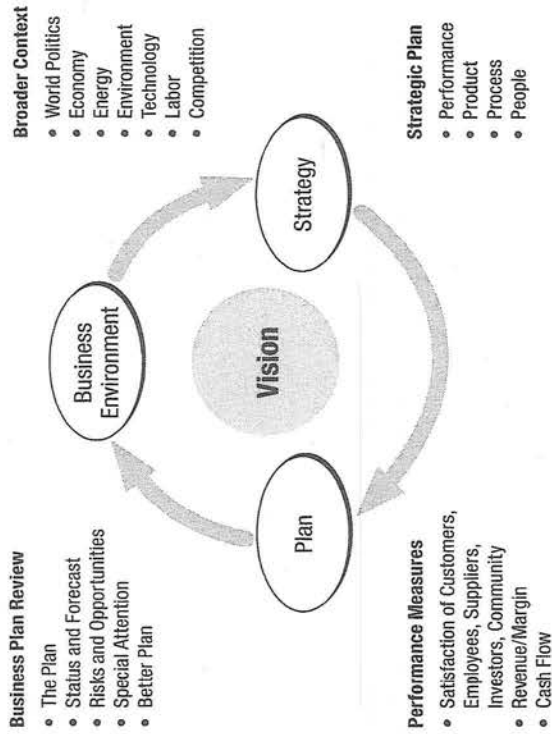 Business Plan Review
• The Plan
• Status and Forecast
• Risks and Opportunities
• Special Attention
• Better Plan
Broader Context
• World Politics
• Economy
• Energy
• Environment
• Technology
• Labor
• Competition
Business
Environment
Vision
Plan
Strategy
Performance Measures
• Satisfaction of Customers,
Employees, Suppliers,
Investors, Community
• Revenue/Margin
• Cash Flow
Strategic Plan
• Performance
• Product
• Process
• People